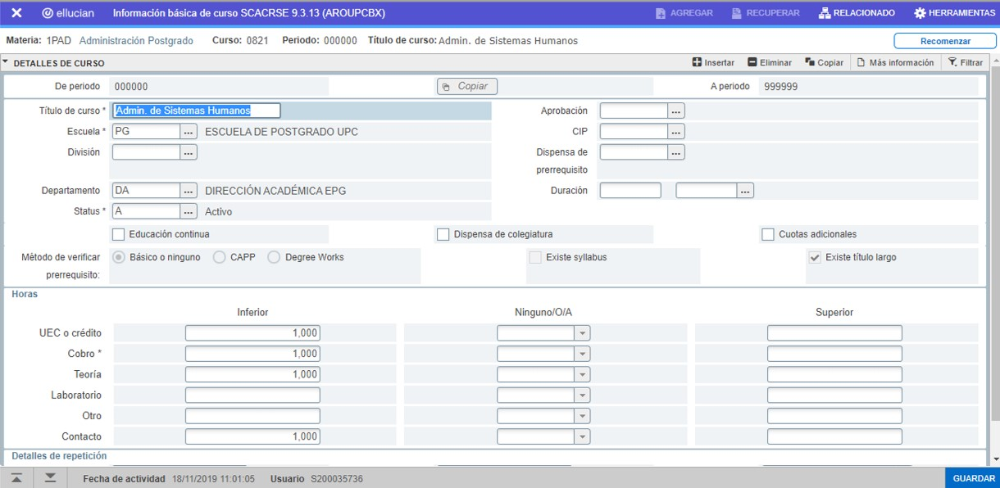 ellucian Información básica de curso SCACRSE 9.3.13 (AROUPCBX) AGREGAR RECUPERAR RELACIONADO HERRAMIENTAS
Materia: 1PAD Administración Postgrado Curso: 0821 Periodo: 000000 Título de curso: Admin. de Sistemas Humanos Recomenzar
DETALLES DE CURSO Insertar Eliminar Copiar Más información Filtrar
De periodo 000000 Copiar A periodo 999999
Título de curso * Admin. de Sistemas Humanos Aprobación ...
Escuela * PG ... ESCUELA DE POSTGRADO UPC CIP ...
División ... Dispensa de prerrequisito ...
Departamento DA ... DIRECCIÓN ACADÉMICA EPG Duración ...
Status * A ... Activo
Educación continua Dispensa de colegiatura Cuotas adicionales
Método de verificar prerrequisito: Básico o ninguno CAPP Degree Works Existe syllabus Existe título largo
Horas
Inferior Ninguno/O/A Superior
UEC o crédito 1,000
Cobro * 1,000
Teoría 1,000
Laboratorio
Otro
Contacto 1,000
Detalles de repetición
Fecha de actividad 18/11/2019 11:01:05 Usuario S200035736 GUARDAR